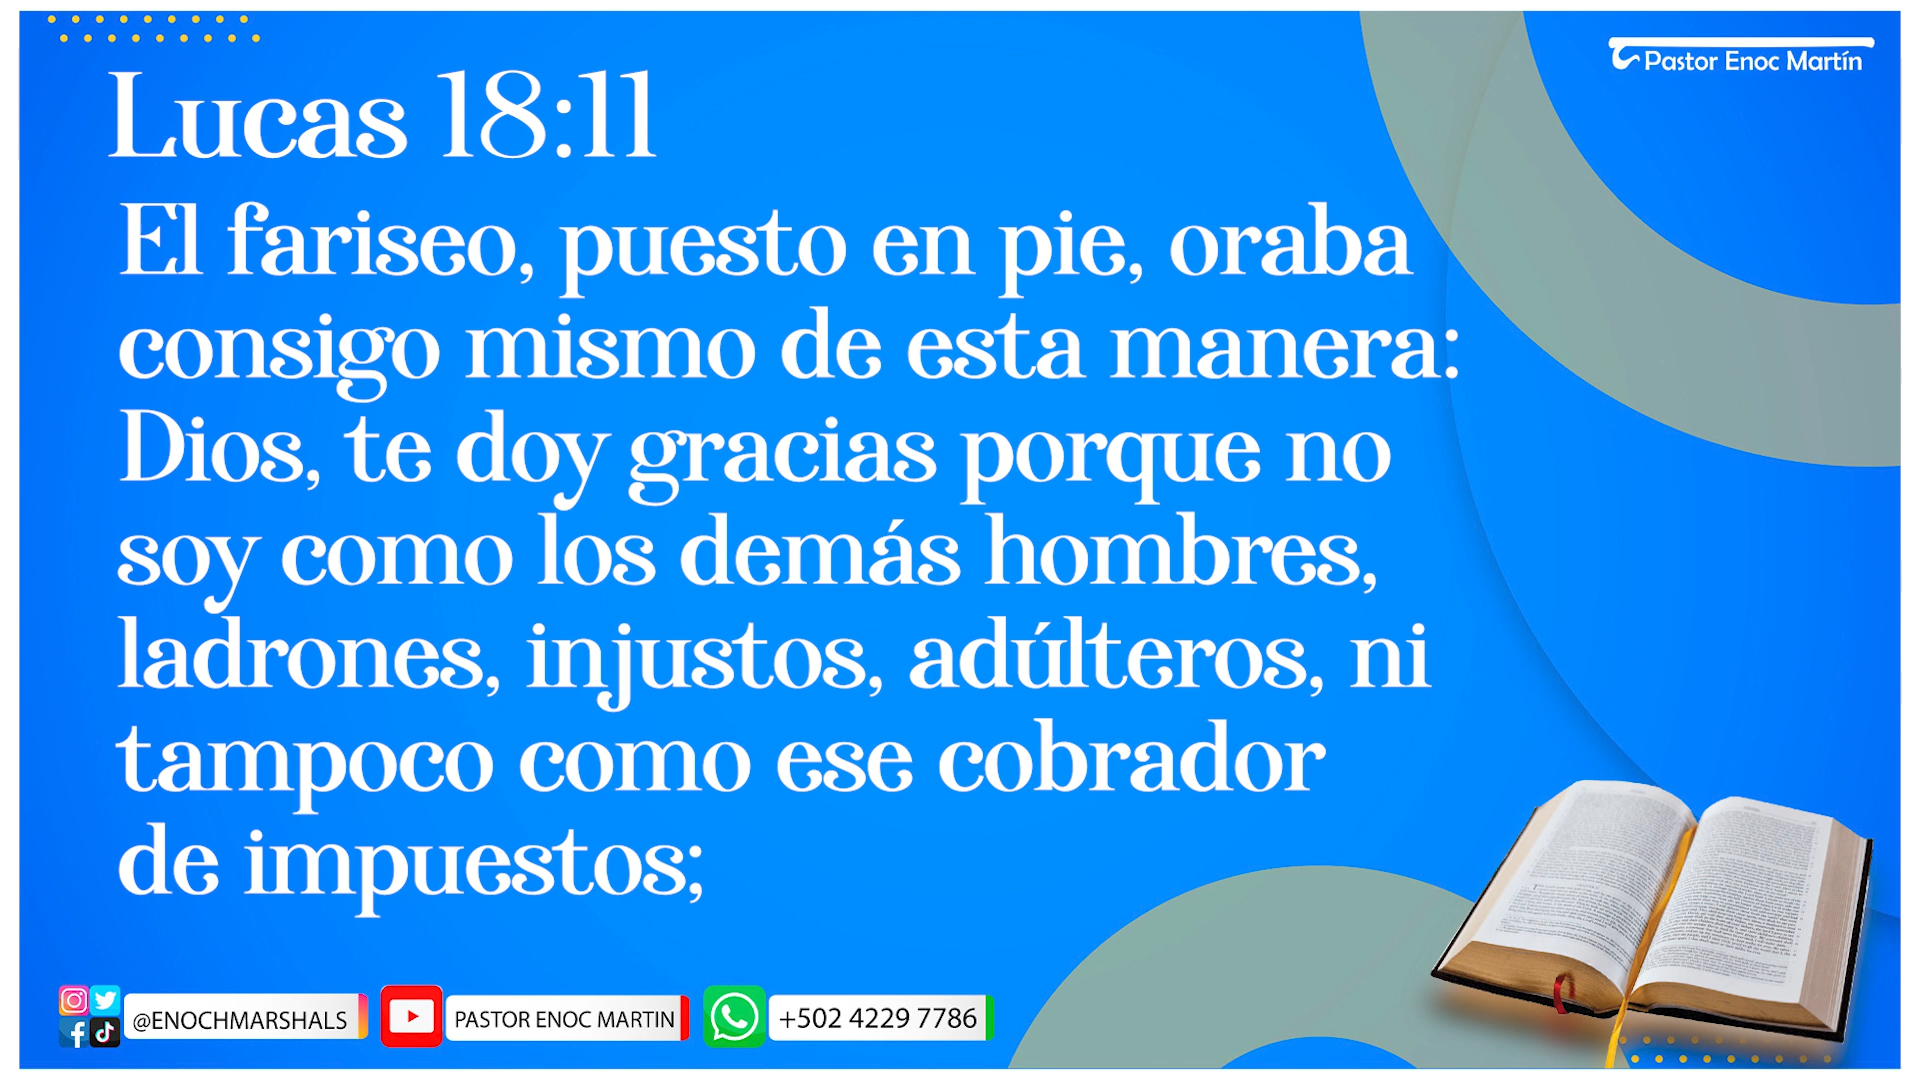 Pastor Enoc Martín
Lucas 18:11
El fariseo, puesto en pie, oraba
consigo mismo de esta manera:
Dios, te doy gracias porque no
soy como los demás hombres,
ladrones, injustos, adúlteros, ni
tampoco como ese cobrador
de impuestos;
@ENOCHMARSHALS
PASTOR ENOC MARTIN
+502 4229 7786